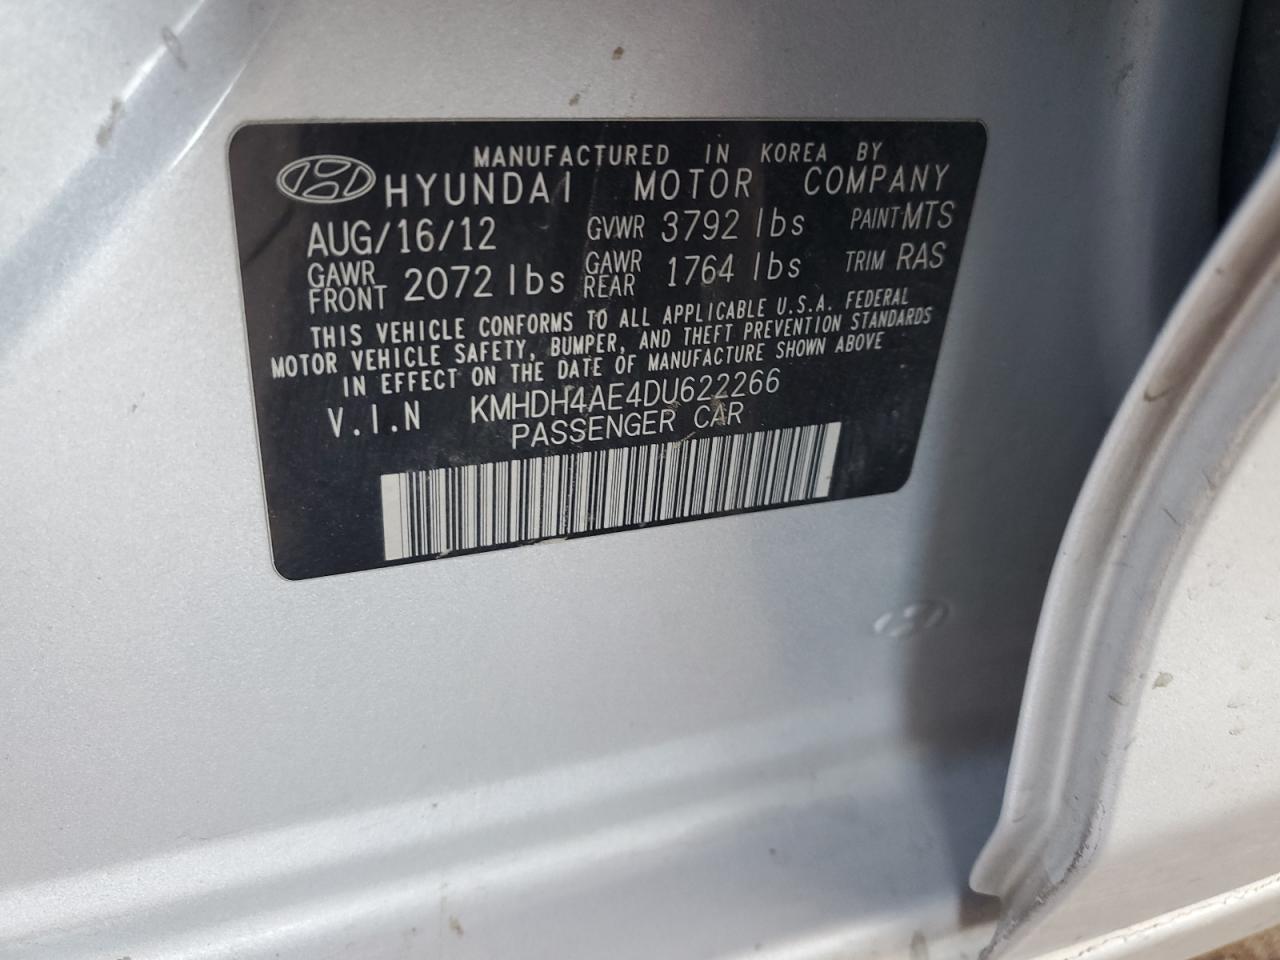 MANUFACTURED IN KOREA BY
HYUNDAI MOTOR COMPANY
AUG/16/12 GVWR 3792 lbs PAINT:MTS
GAWR FRONT 2072 lbs GAWR REAR 1764 lbs TRIM RAS
THIS VEHICLE CONFORMS TO ALL APPLICABLE U.S.A. FEDERAL
MOTOR VEHICLE SAFETY, BUMPER, AND THEFT PREVENTION STANDARDS
IN EFFECT ON THE DATE OF MANUFACTURE SHOWN ABOVE
V.I.N KMHDH4AE4DU622266
PASSENGER CAR